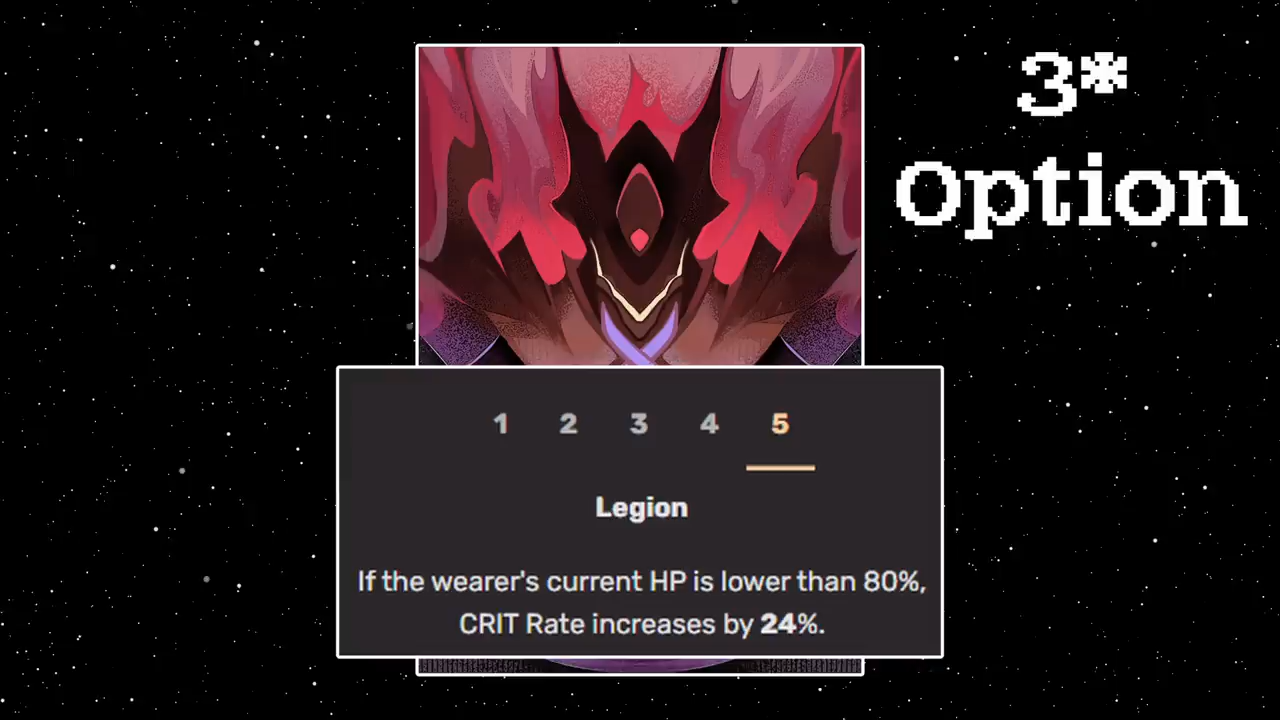 3*
Option
1 2 3 4 5
Legion
If the wearer's current HP is lower than 80%,
CRIT Rate increases by 24%.